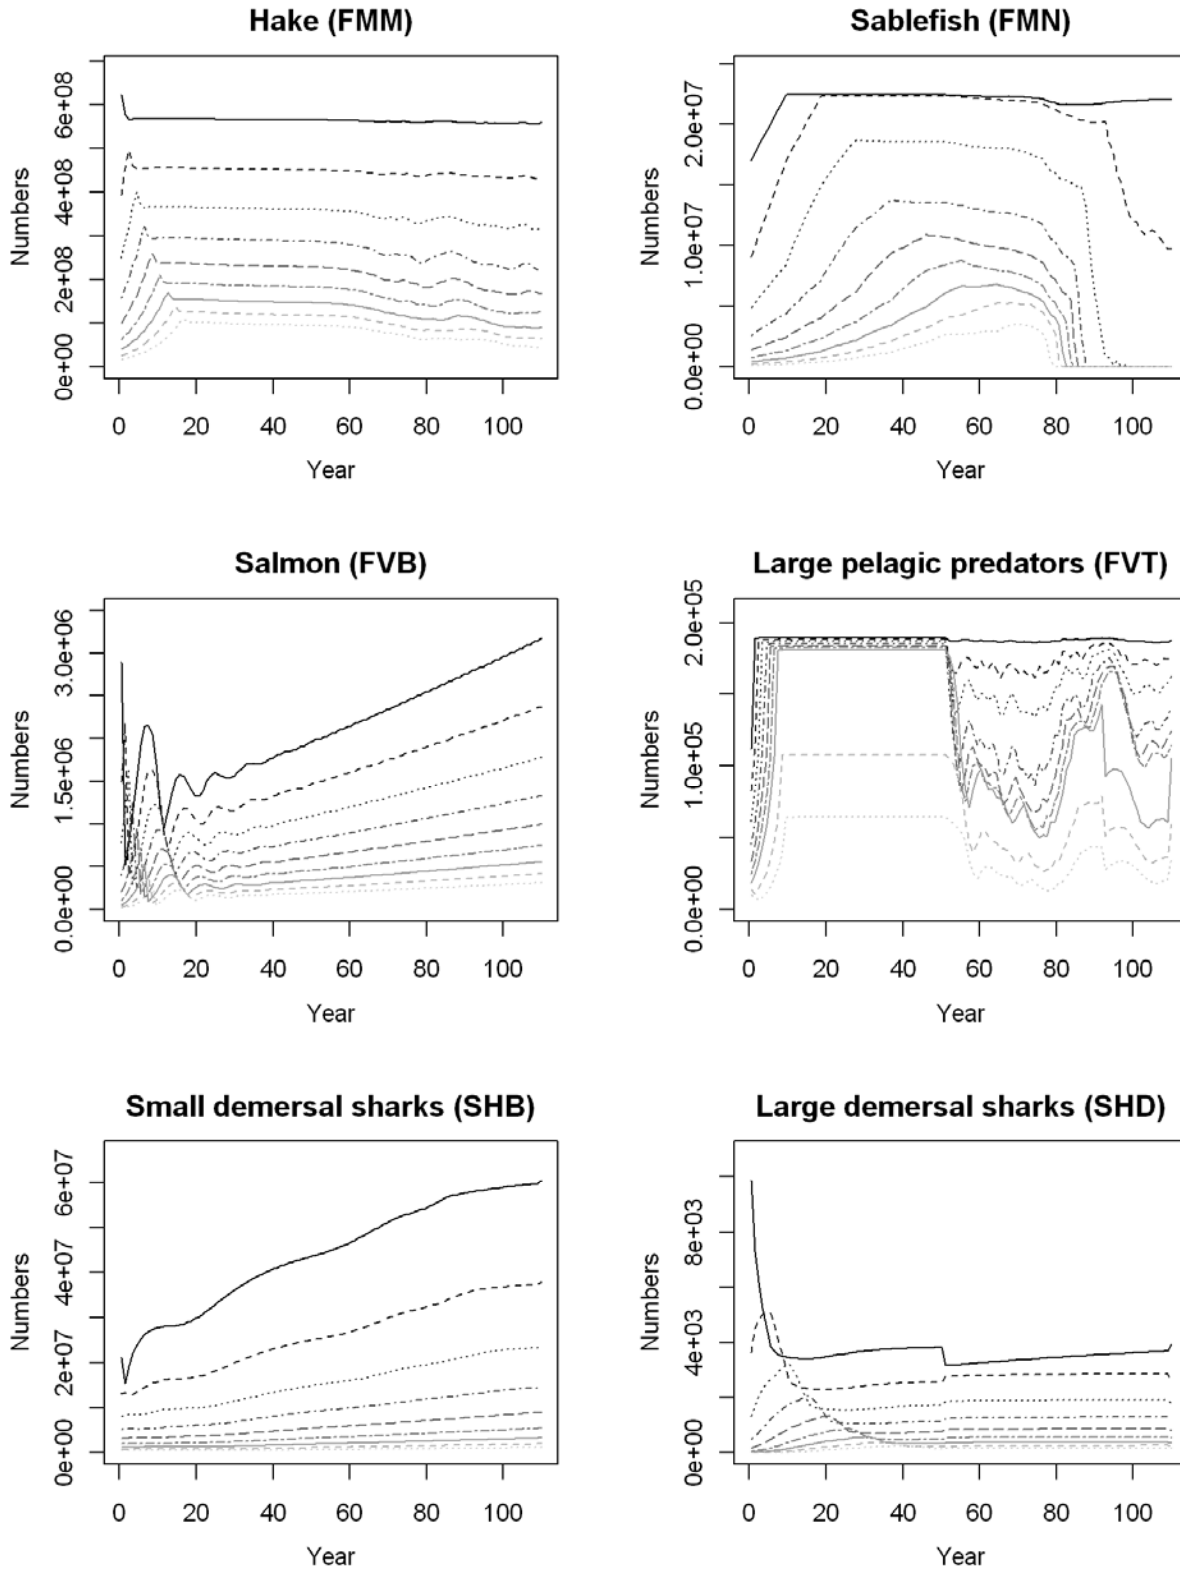 Hake (FMM)
Numbers
0e+00 2e+08 4e+08 6e+08
0 20 40 60 80 100
Year
Sablefish (FMN)
Numbers
0.0e+00 1.0e+07 2.0e+07
0 20 40 60 80 100
Year
Salmon (FVB)
Numbers
0.0e+00 1.5e+06 3.0e+06
0 20 40 60 80 100
Year
Large pelagic predators (FVT)
Numbers
0.0e+00 1.0e+05 2.0e+05
0 20 40 60 80 100
Year
Small demersal sharks (SHB)
Numbers
0e+00 2e+07 4e+07 6e+07
0 20 40 60 80 100
Year
Large demersal sharks (SHD)
Numbers
0e+00 4e+03 8e+03
0 20 40 60 80 100
Year